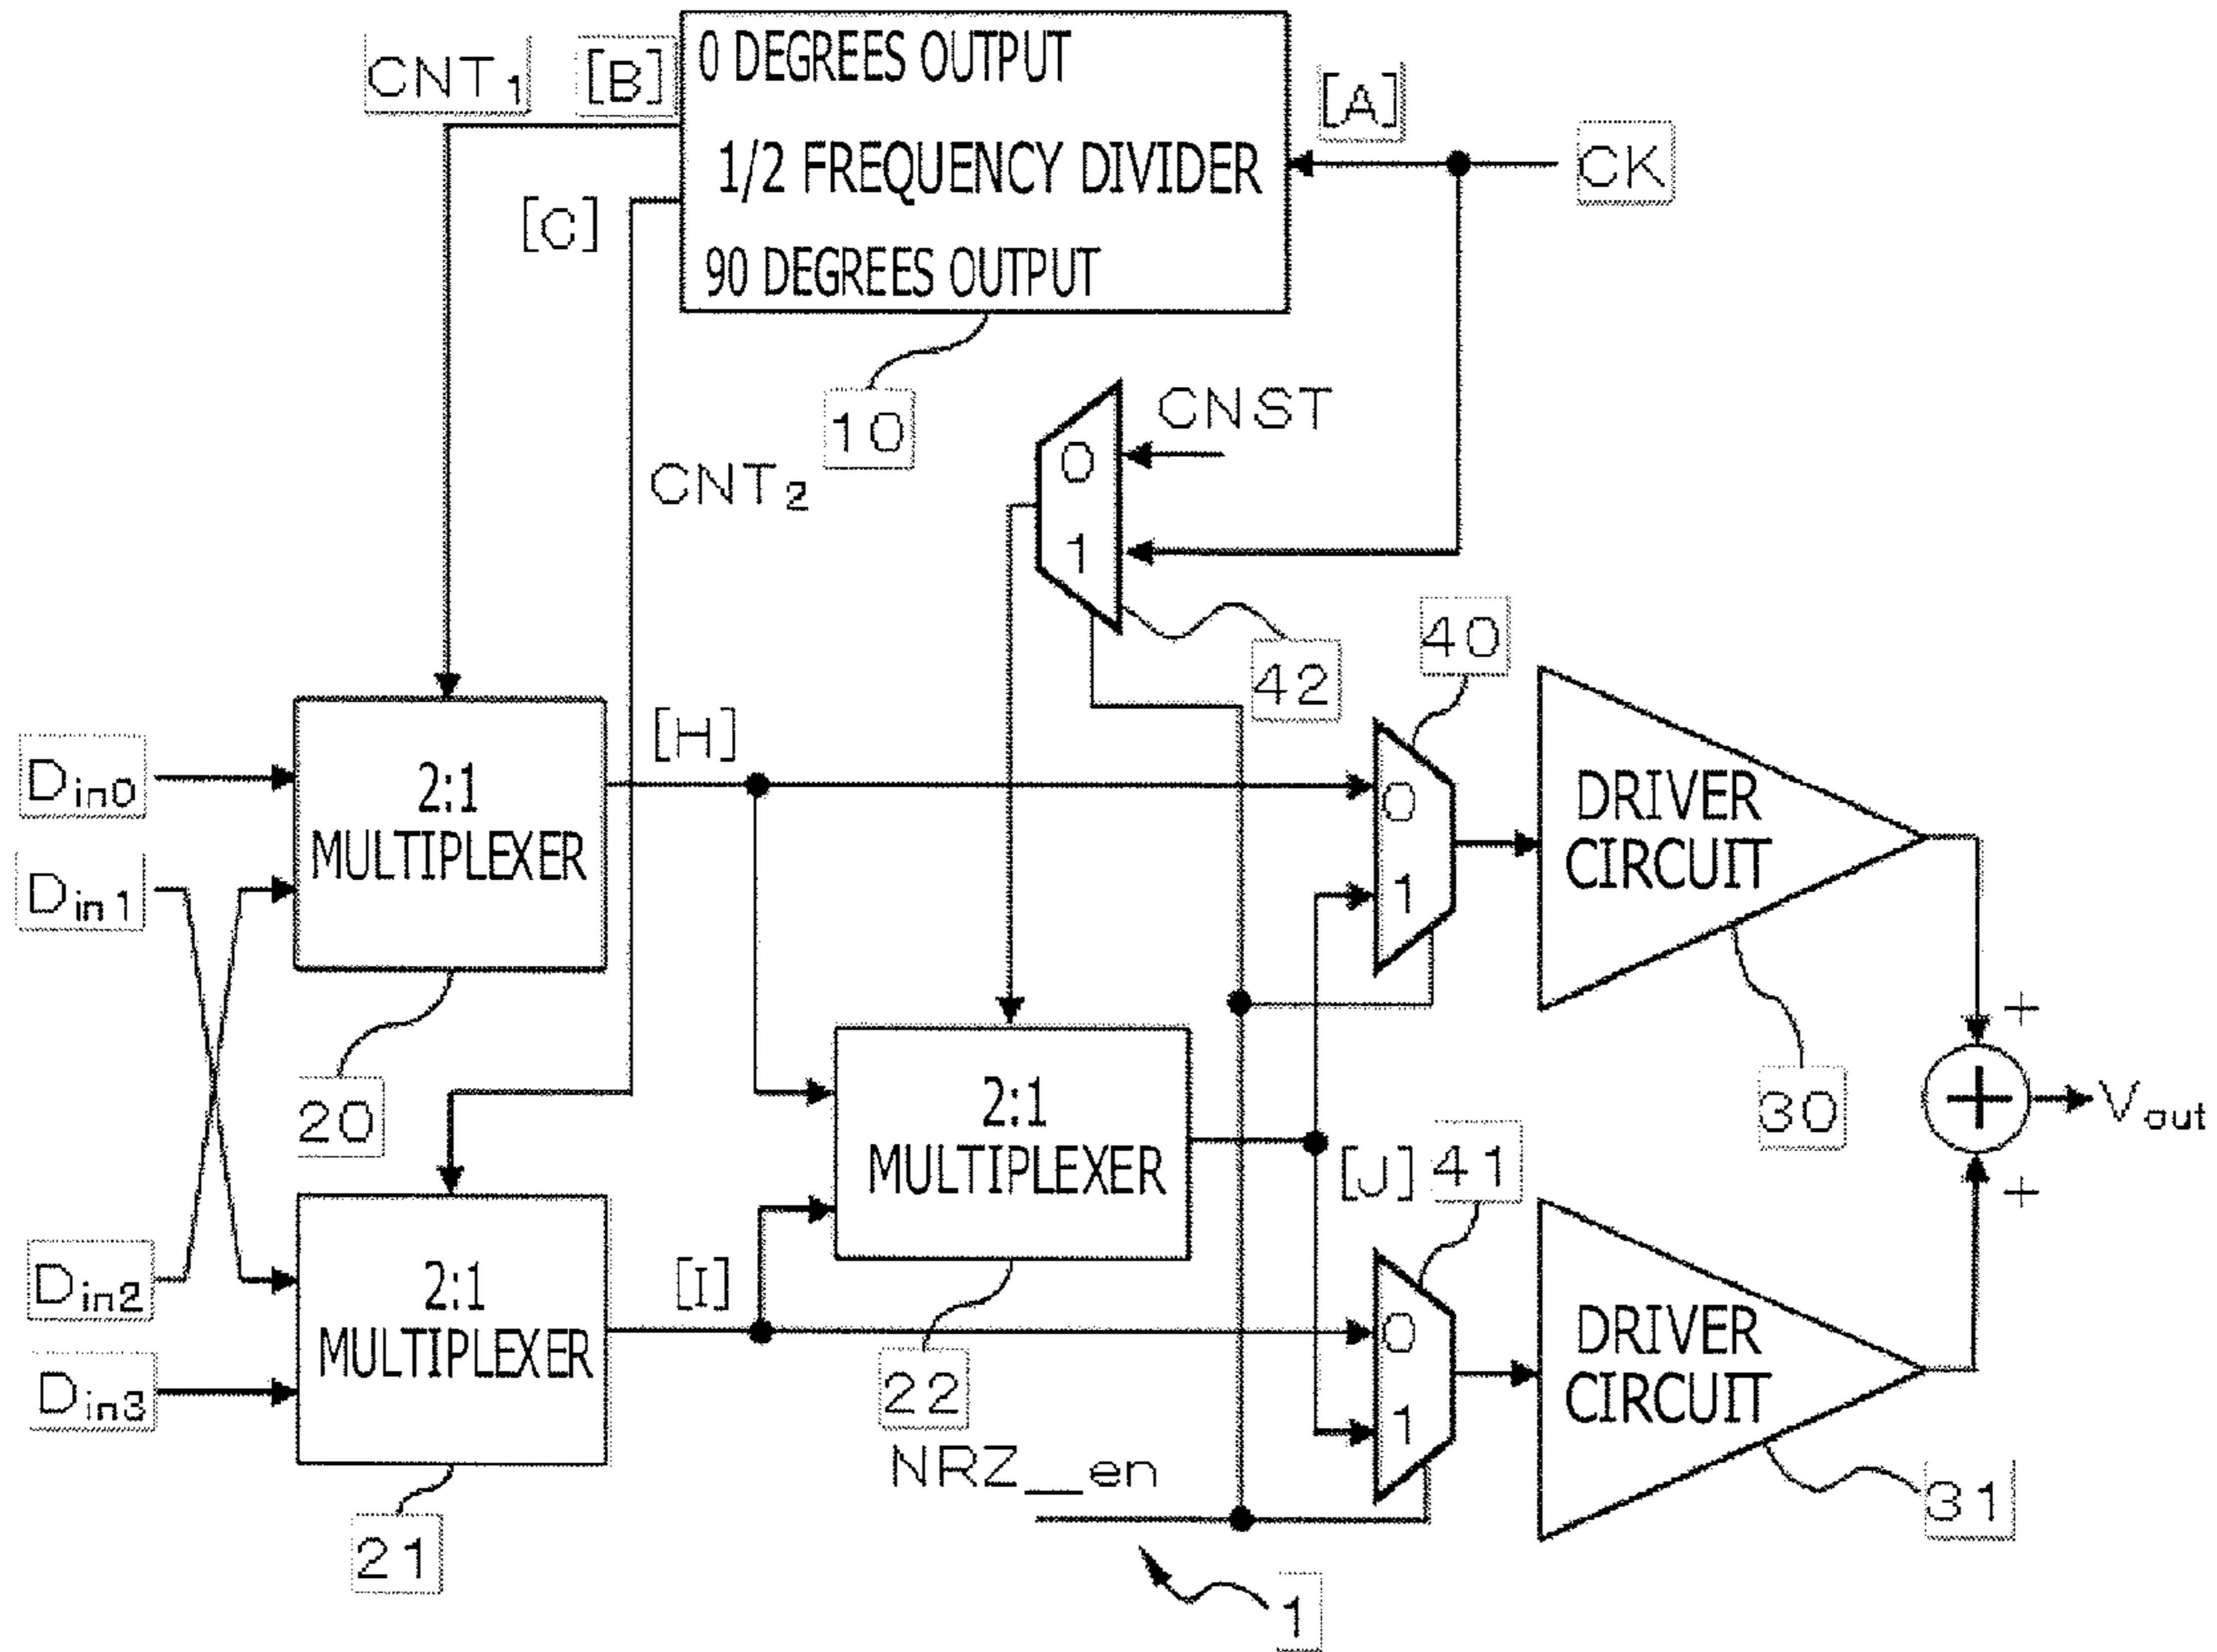 0 DEGREES OUTPUT
1/2 FREQUENCY DIVIDER
90 DEGREES OUTPUT
CNT₁
[B]
[A]
CK
[C]
10
CNST
0
1
CNT₂
42
40
[H]
Din0
Din1
2:1
MULTIPLEXER
20
0
1
DRIVER
CIRCUIT
30
+
+
+
Vout
2:1
MULTIPLEXER
22
[J]
41
Din2
Din3
2:1
MULTIPLEXER
21
[I]
0
1
DRIVER
CIRCUIT
31
NRZ__en
1